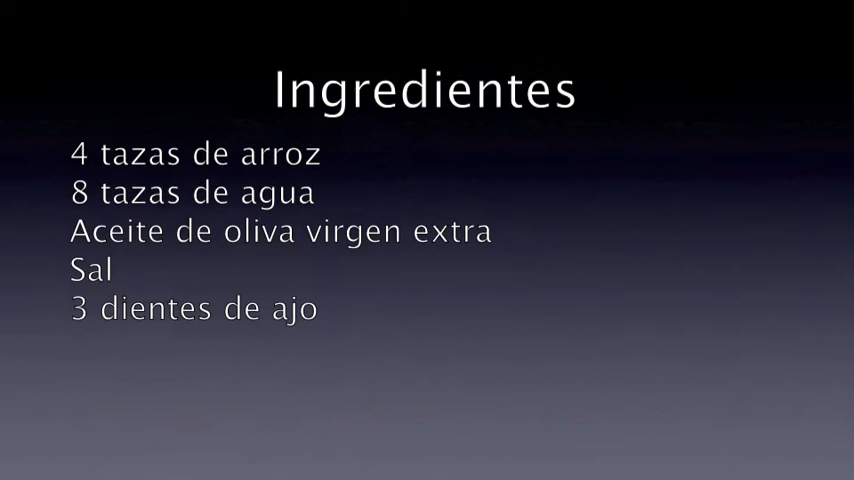 Ingredientes
4 tazas de arroz
8 tazas de agua
Aceite de oliva virgen extra
Sal
3 dientes de ajo